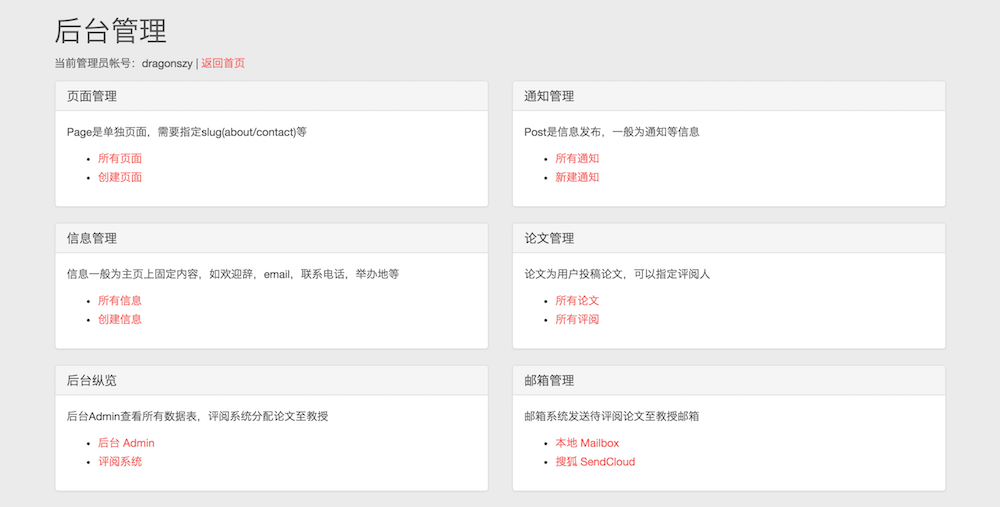 后台管理
当前管理员帐号：dragonszy | 返回首页
页面管理
Page是单独页面，需要指定slug(about/contact)等
所有页面
创建页面
通知管理
Post是信息发布，一般为通知等信息
所有通知
新建通知
信息管理
信息一般为主页上固定内容，如欢迎辞，email，联系电话，举办地等
所有信息
创建信息
论文管理
论文为用户投稿论文，可以指定评阅人
所有论文
所有评阅
后台纵览
后台Admin查看所有数据表，评阅系统分配论文至教授
后台 Admin
评阅系统
邮箱管理
邮箱系统发送待评阅论文至教授邮箱
本地 Mailbox
搜狐 SendCloud